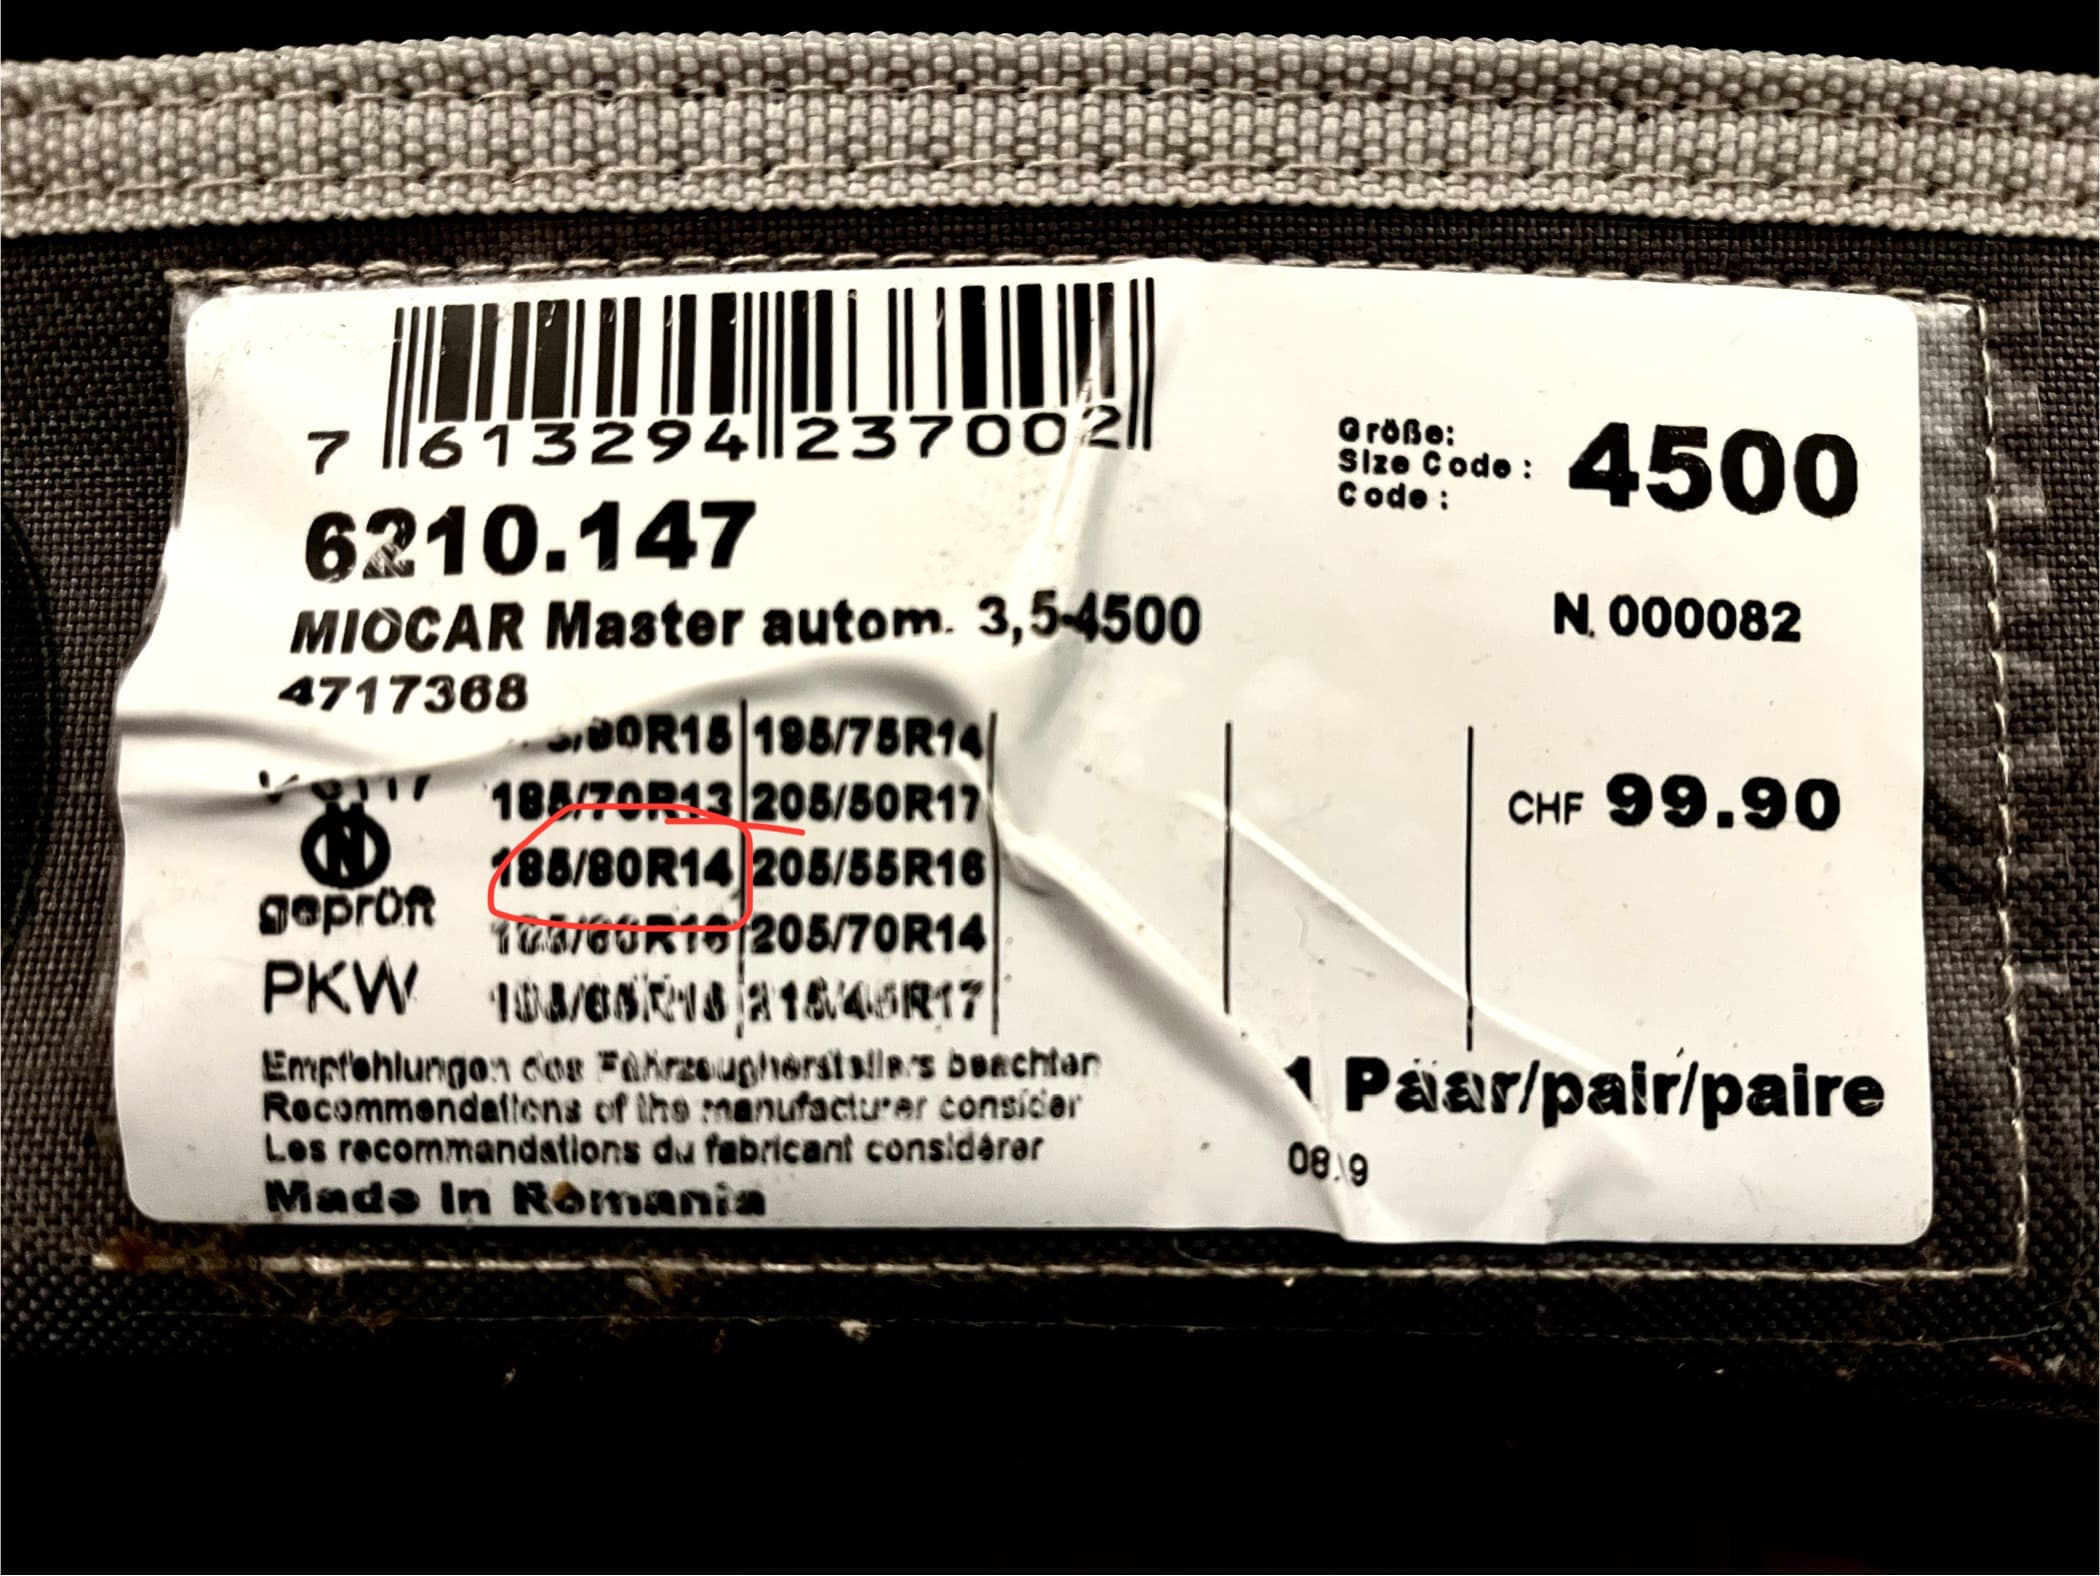 7 613294 237002
6210.147
MIOCAR Master autom. 3,5-4500
4717368
Größe:
Size Code:
Code:
4500
N. 000082
195/75R14
185/70R13 205/50R17
185/80R14 205/55R16
205/70R14
215/45R17
geprüft
PKW
CHF 99.90
Empfehlungen des Fahrzeugherstellers beachten
Recommendations of the manufacturer consider
Les recommandations du fabricant considérer
Made in Romania
1 Paar/pair/paire